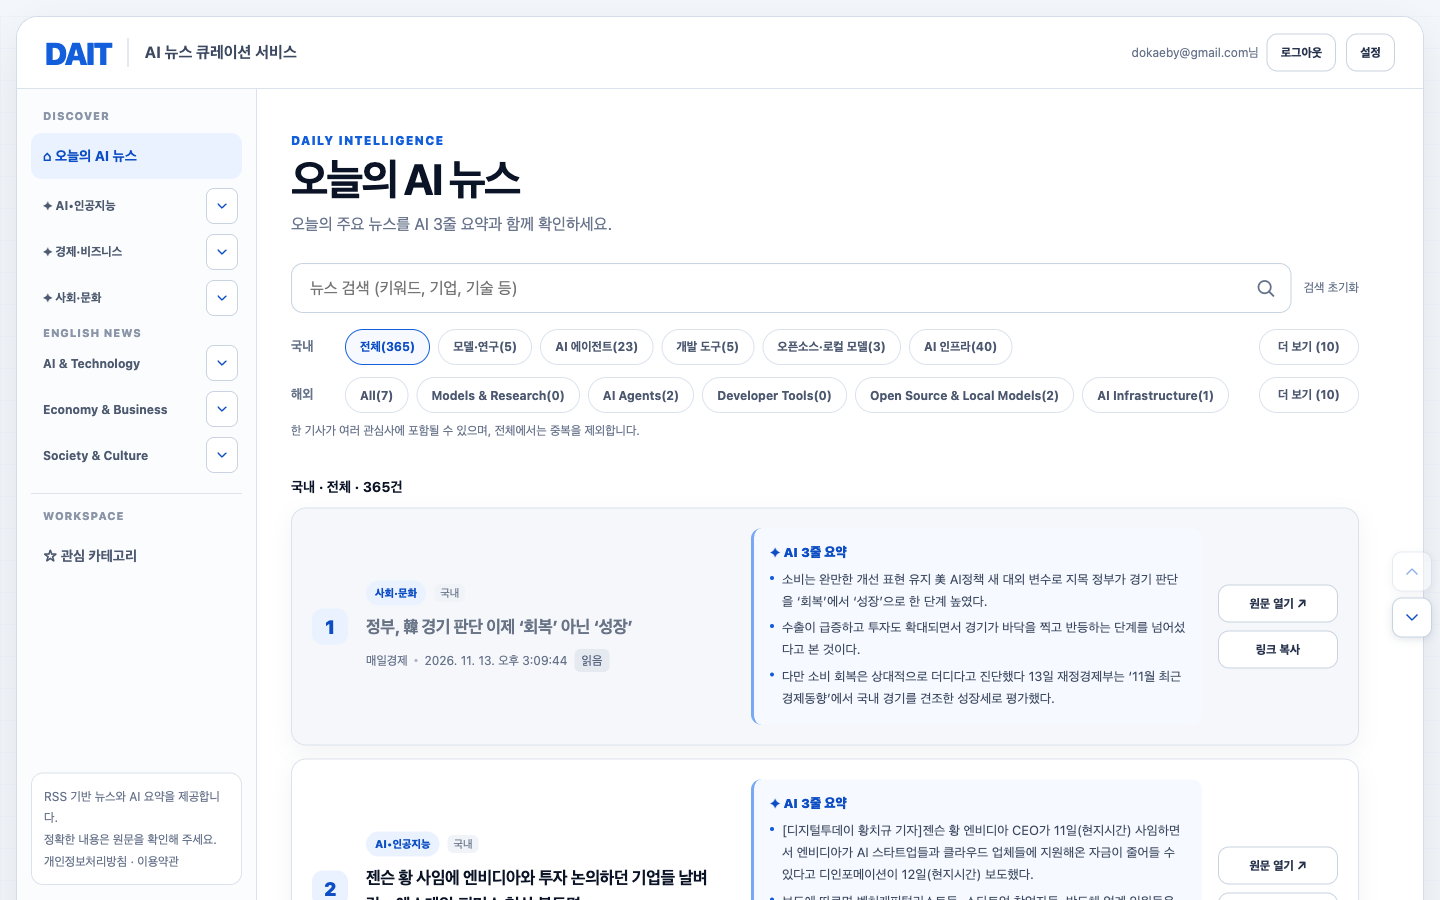 DAIT
AI 뉴스 큐레이션 서비스
dokaeby@gmail.com님
로그아웃
설정
DISCOVER
⌂ 오늘의 AI 뉴스
✦ AI•인공지능
✦ 경제·비즈니스
✦ 사회·문화
ENGLISH NEWS
AI & Technology
Economy & Business
Society & Culture
WORKSPACE
☆ 관심 카테고리
RSS 기반 뉴스와 AI 요약을 제공합니
다.
정확한 내용은 원문을 확인해 주세요.
개인정보처리방침 · 이용약관
DAILY INTELLIGENCE
오늘의 AI 뉴스
오늘의 주요 뉴스를 AI 3줄 요약과 함께 확인하세요.
뉴스 검색 (키워드, 기업, 기술 등)
검색 초기화
국내
전체(365)
모델·연구(5)
AI 에이전트(23)
개발 도구(5)
오픈소스·로컬 모델(3)
AI 인프라(40)
더 보기 (10)
해외
All(7)
Models & Research(0)
AI Agents(2)
Developer Tools(0)
Open Source & Local Models(2)
AI Infrastructure(1)
더 보기 (10)
한 기사가 여러 관심사에 포함될 수 있으며, 전체에서는 중복을 제외합니다.
국내 · 전체 · 365건
1
사회·문화
국내
정부, 韓 경기 판단 이제 ‘회복’ 아닌 ‘성장’
매일경제 • 2026. 11. 13. 오후 3:09:44 읽음
✦ AI 3줄 요약
• 소비는 완만한 개선 표현 유지 美 AI정책 새 대외 변수로 지목 정부가 경기 판단
을 ‘회복’에서 ‘성장’으로 한 단계 높였다.
• 수출이 급증하고 투자도 확대되면서 경기가 바닥을 찍고 반등하는 단계를 넘어섰
다고 본 것이다.
• 다만 소비 회복은 상대적으로 더디다고 진단했다 13일 재정경제부는 ‘11월 최근
경제동향’에서 국내 경기를 견조한 성장세로 평가했다.
원문 열기 ↗
링크 복사
2
AI•인공지능
국내
젠슨 황 사임에 엔비디아와 투자 논의하던 기업들 날벼
✦ AI 3줄 요약
• [디지털투데이 황치규 기자]젠슨 황 엔비디아 CEO가 11일(현지시간) 사임하면
서 엔비디아가 AI 스타트업들과 클라우드 업체들에 지원해온 자금이 줄어들 수
있다고 디인포메이션이 12일(현지시간) 보도했다.
원문 열기 ↗